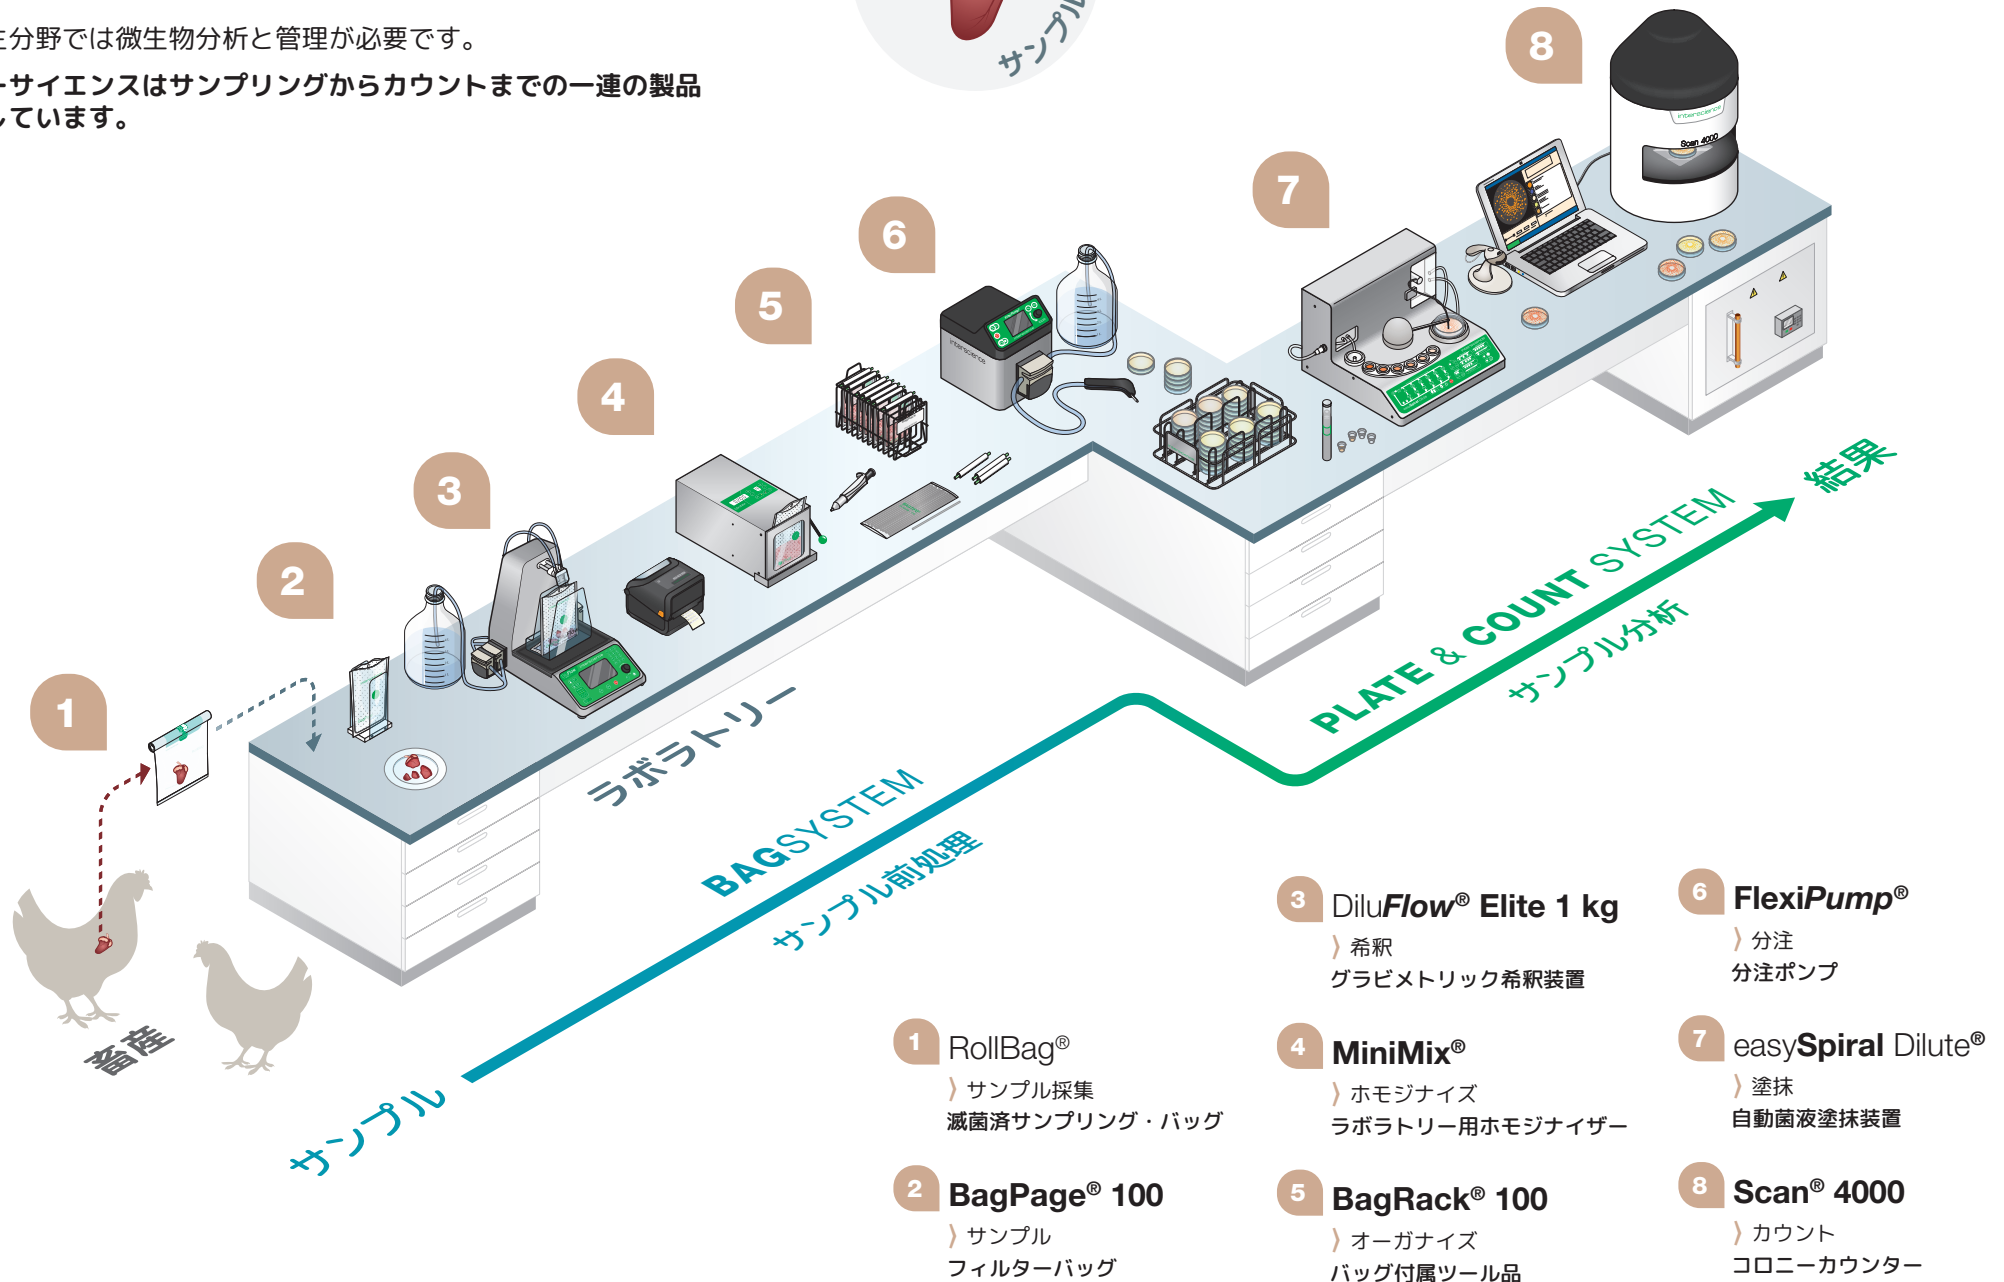 分野では微生物分析と管理が必要です。
ーサイエンスはサンプリングからカウントまでの一連の製品
しています。
サンプル
8
interscience
Scan 4000
7
6
interscience
5
4
3
2
1
ラボラトリー
結果
PLATE & COUNT SYSTEM
サンプル分析
BAGSYSTEM
サンプル前処理
サンプル
畜産
1 RollBag®
⟩ サンプル採集
滅菌済サンプリング・バッグ
2 BagPage® 100
⟩ サンプル
フィルターバッグ
3 DiluFlow® Elite 1 kg
⟩ 希釈
グラビメトリック希釈装置
4 MiniMix®
⟩ ホモジナイズ
ラボラトリー用ホモジナイザー
5 BagRack® 100
⟩ オーガナイズ
バッグ付属ツール品
6 FlexiPump®
⟩ 分注
分注ポンプ
7 easySpiral Dilute®
⟩ 塗抹
自動菌液塗抹装置
8 Scan® 4000
⟩ カウント
コロニーカウンター